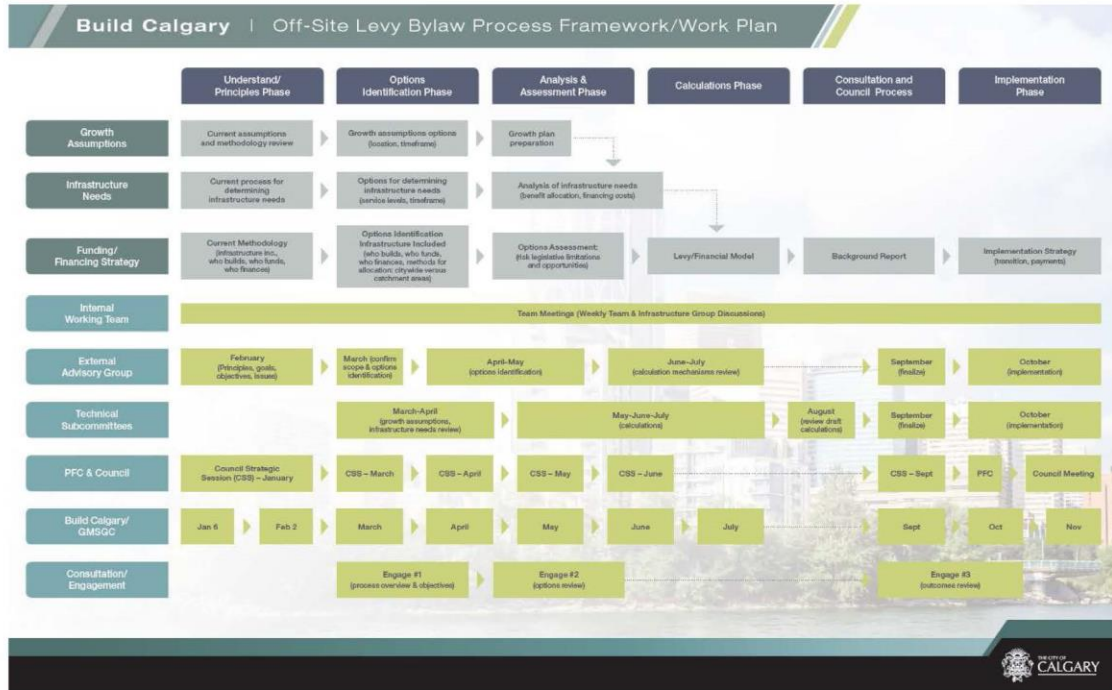 Build Calgary | Off-Site Levy Bylaw Process Framework/Work Plan
Understand/
Principles Phase
Options
Identification Phase
Analysis &
Assessment Phase
Calculations Phase
Consultation and
Council Process
Implementation
Phase
Growth
Assumptions
Current assumptions
and methodology review
Growth assumptions options
(location, timeframe)
Growth plan
preparation
Infrastructure
Needs
Current process for
determining
infrastructure needs
Options for determining
infrastructure needs
(service levels, timeframe)
Analysis of infrastructure needs
(benefit allocation, financing costs)
Funding/
Financing Strategy
Current Methodology
(infrastructure inc.,
who builds, who funds,
who finances)
Options Identification
Infrastructure Included
(who builds, who funds,
who finances, methods for
allocation: citywide versus
catchment areas)
Options Assessment:
(risk legislative limitations
and opportunities)
Levy/Financial Model
Background Report
Implementation Strategy
(transition, payments)
Internal
Working Team
Team Meetings (Weekly Team & Infrastructure Group Discussions)
External
Advisory Group
February
(Principles, goals,
objectives, issues)
March (confirm
scope & options
identification)
April-May
(options identification)
June-July
(calculation mechanisms review)
September
(finalize)
October
(implementation)
Technical
Subcommittees
March-April
(growth assumptions,
infrastructure needs review)
May-June-July
(calculations)
August
(review draft
calculations)
September
(finalize)
October
(implementation)
PFC & Council
Council Strategic
Session (CSS) – January
CSS – March
CSS – April
CSS – May
CSS – June
CSS – Sept
PFC
Council Meeting
Build Calgary/
GMSGC
Jan 6
Feb 2
March
April
May
June
July
Sept
Oct
Nov
Consultation/
Engagement
Engage #1
(process overview & objectives)
Engage #2
(options review)
Engage #3
(outcomes review)
THE CITY OF
CALGARY